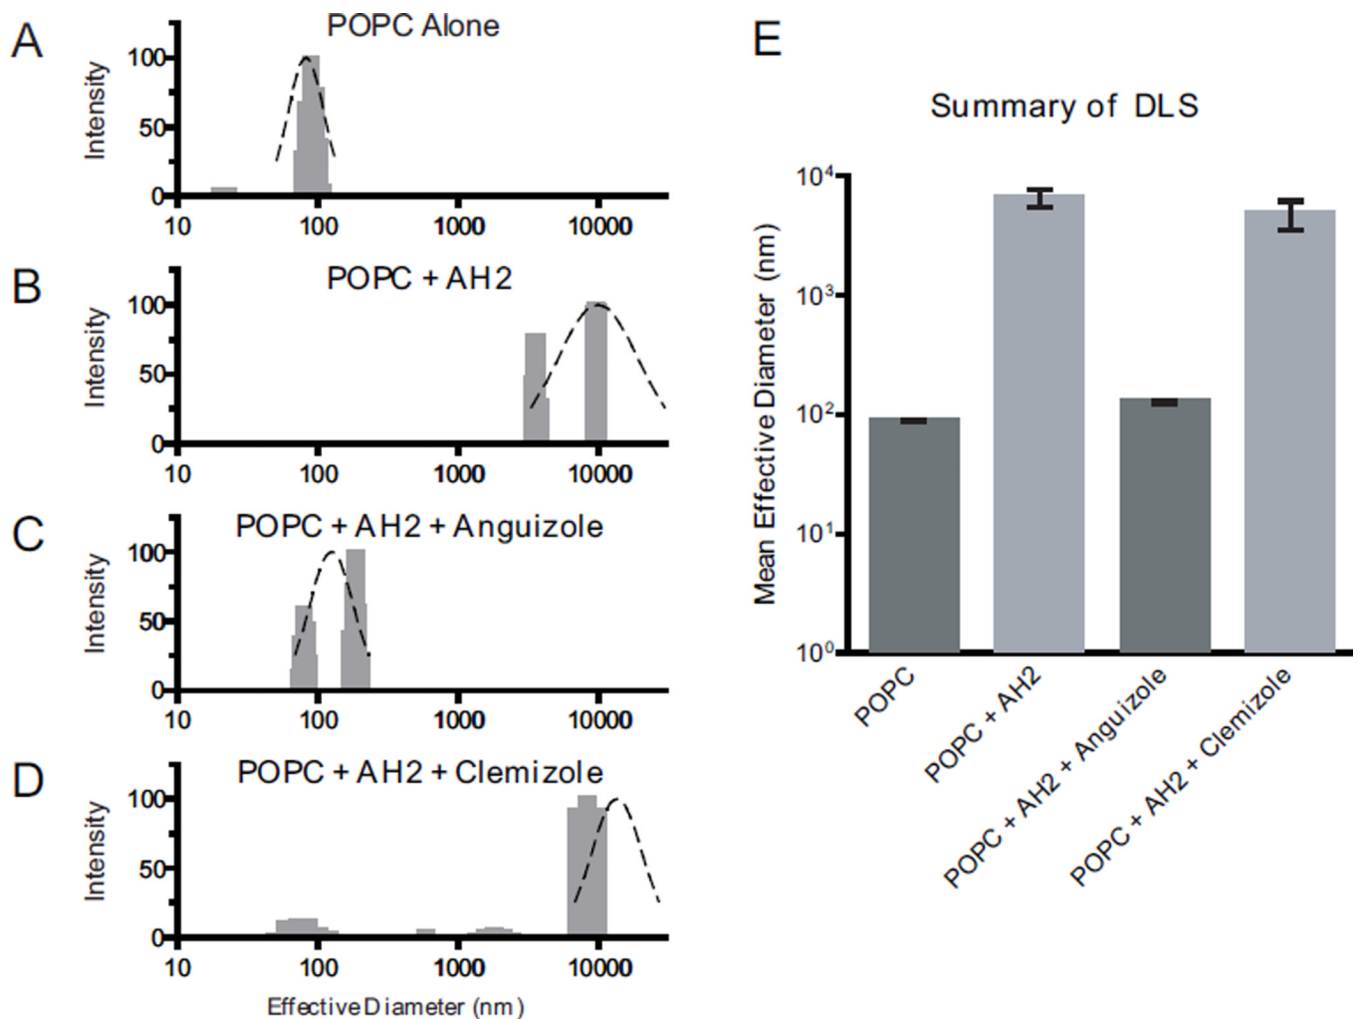 A
POPC Alone
Intensity
100
50
0
10 100 1000 10000
B
POPC + AH2
Intensity
100
50
0
10 100 1000 10000
C
POPC + AH2 + Anguizole
Intensity
100
50
0
10 100 1000 10000
D
POPC + AH2 + Clemizole
Intensity
100
50
0
10 100 1000 10000
Effective Diameter (nm)
E
Summary of DLS
Mean Effective Diameter (nm)
10⁴
10³
10²
10¹
10⁰
POPC
POPC + AH2
POPC + AH2 + Anguizole
POPC + AH2 + Clemizole